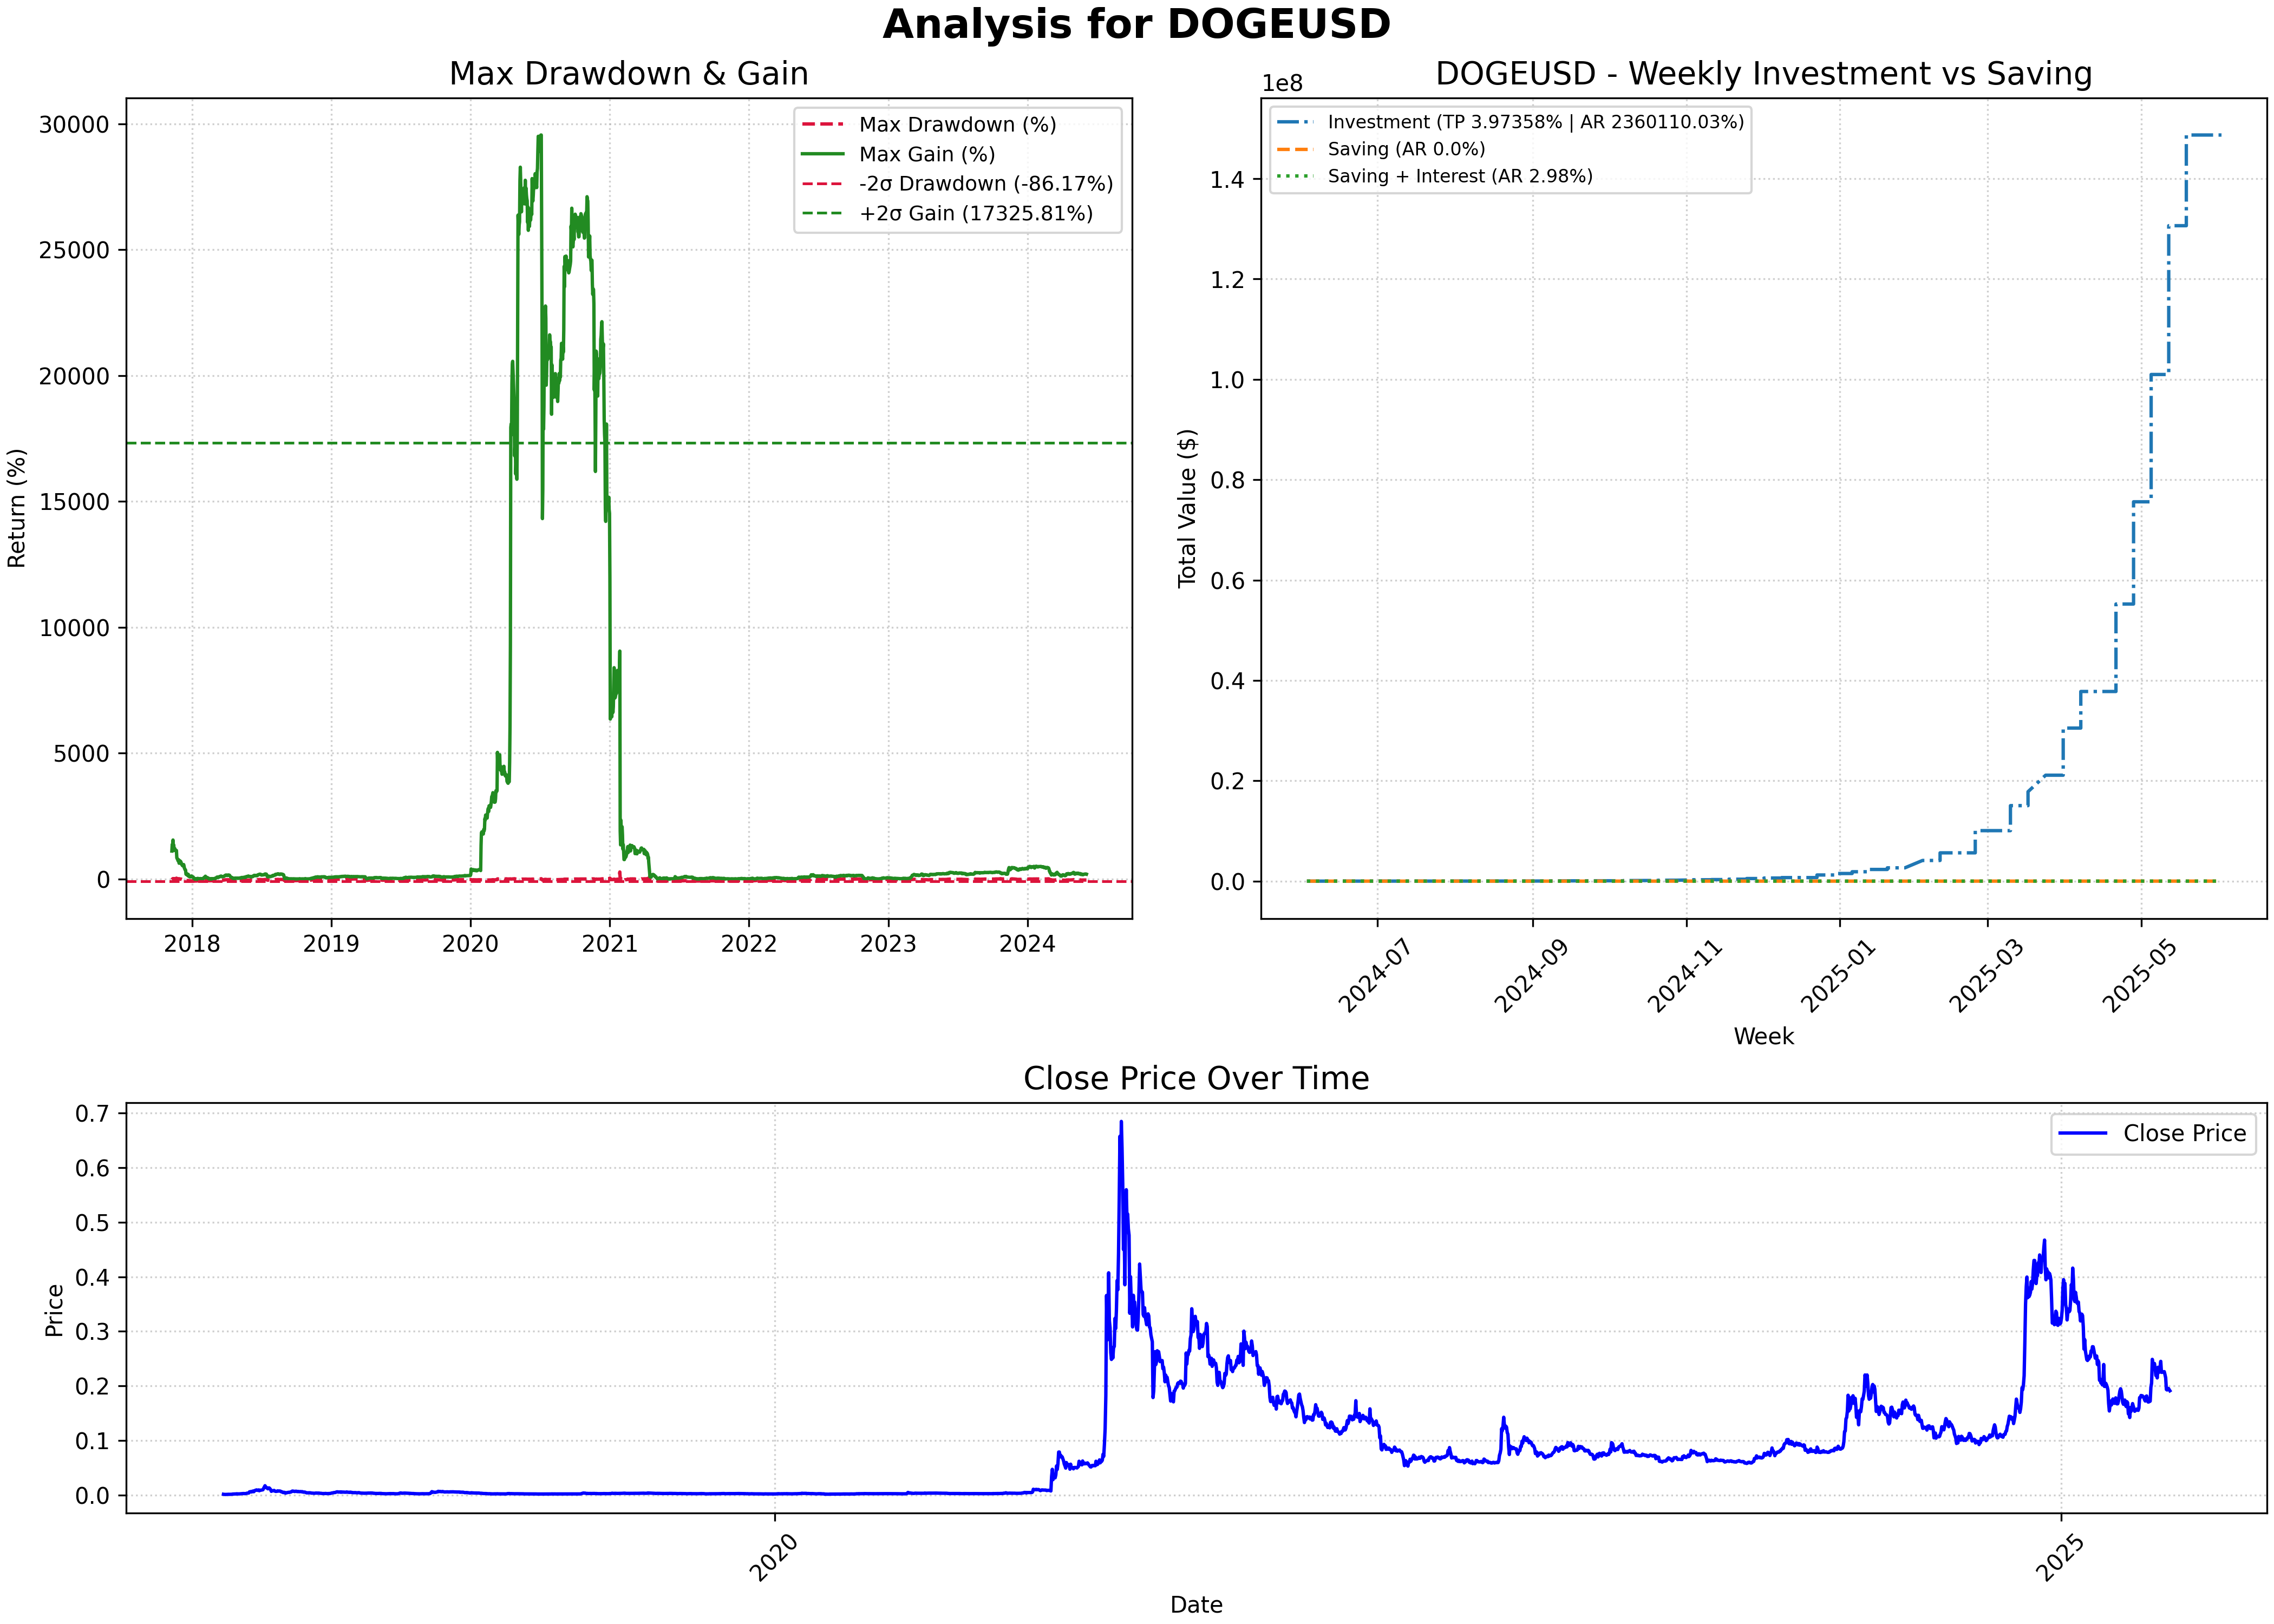 Analysis for DOGEUSD
Max Drawdown & Gain
Return (%)
30000
25000
20000
15000
10000
5000
0
2018 2019 2020 2021 2022 2023 2024
Max Drawdown (%)
Max Gain (%)
-2σ Drawdown (-86.17%)
+2σ Gain (17325.81%)
DOGEUSD - Weekly Investment vs Saving
1e8
Total Value ($)
1.4
1.2
1.0
0.8
0.6
0.4
0.2
0.0
2024-07 2024-09 2024-11 2025-01 2025-03 2025-05
Week
Investment (TP 3.97358% | AR 2360110.03%)
Saving (AR 0.0%)
Saving + Interest (AR 2.98%)
Close Price Over Time
Price
0.7
0.6
0.5
0.4
0.3
0.2
0.1
0.0
2020 2025
Date
Close Price